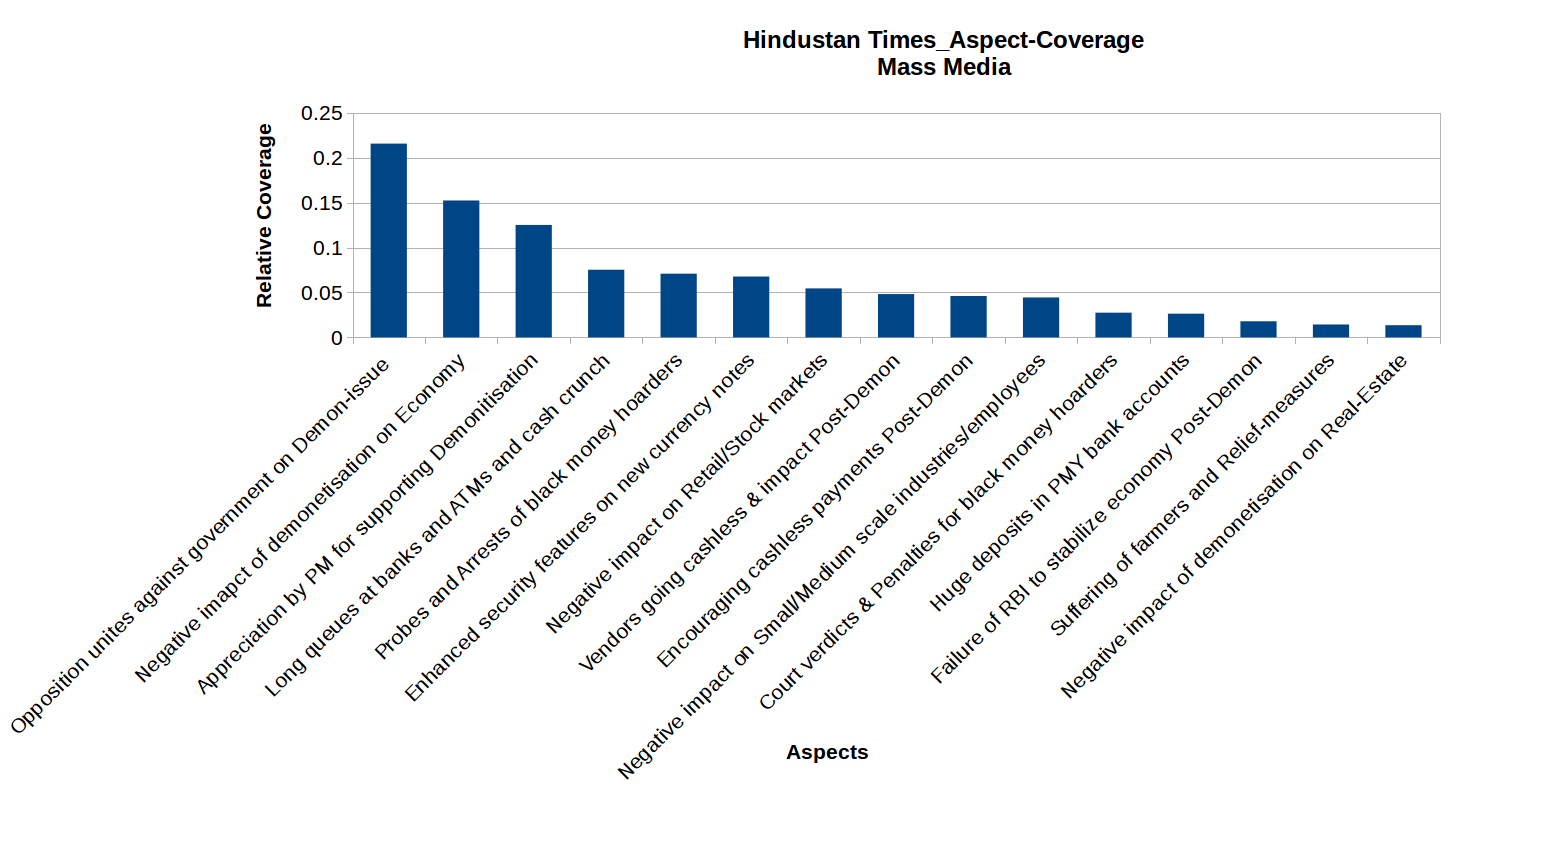 Hindustan Times_Aspect-Coverage
Mass Media
Relative Coverage
0.25
0.2
0.15
0.1
0.05
0
Opposition unites against government on Demon-issue
Negative imapct of demonetisation on Economy
Appreciation by PM for supporting Demonitisation
Long queues at banks and ATMs and cash crunch
Probes and Arrests of black money hoarders
Enhanced security features on new currency notes
Negative impact on Retail/Stock markets
Vendors going cashless & impact Post-Demon
Encouraging cashless payments Post-Demon
Negative impact on Small/Medium scale industries/employees
Court verdicts & Penalties for black money hoarders
Huge deposits in PMY bank accounts
Failure of RBI to stabilize economy Post-Demon
Suffering of farmers and Relief-measures
Negative impact of demonetisation on Real-Estate
Aspects